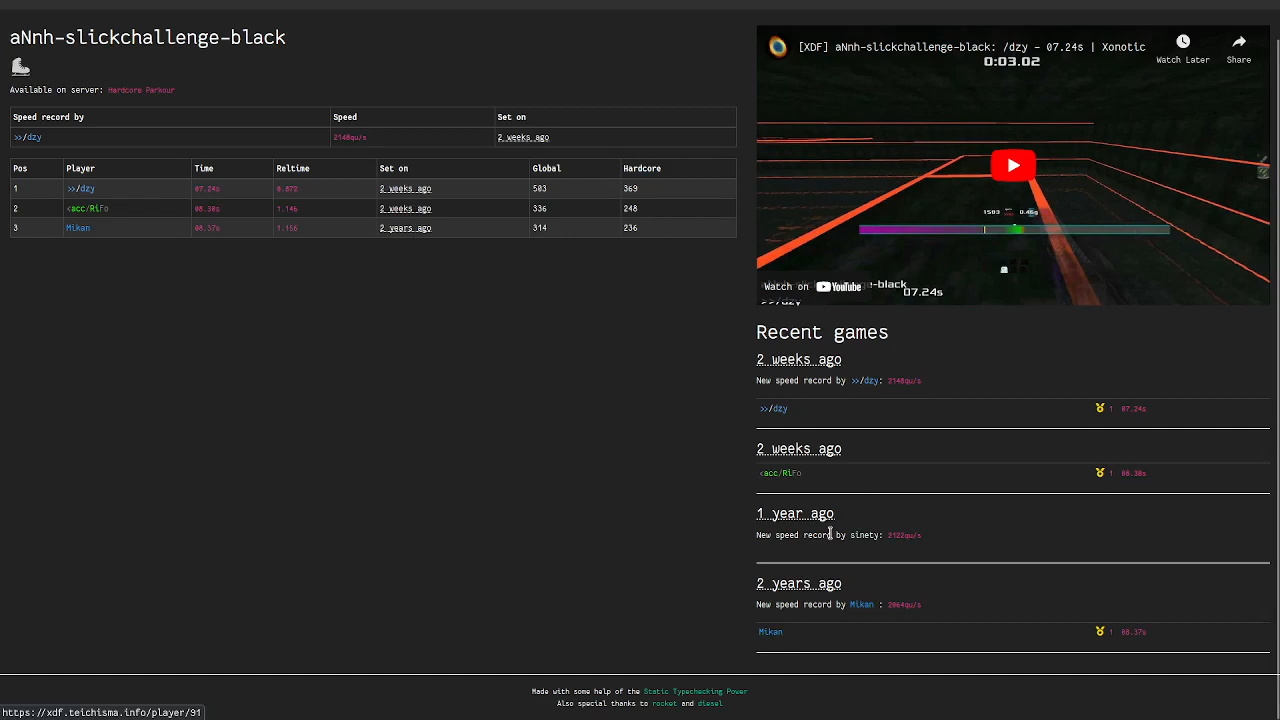 aNnh-slickchallenge-black
Available on server: Hardcore Parkour
Speed record by Speed Set on
>>/dzy 2148qu/s 2 weeks ago
Pos Player Time Reltime Set on Global Hardcore
1 >>/dzy 07.24s 0.872 2 weeks ago 503 369
2 <acc/RiFo 08.30s 1.146 2 weeks ago 336 248
3 Mikan 08.37s 1.156 2 years ago 314 236
[XDF] aNnh-slickchallenge-black: /dzy – 07.24s | Xonotic
Watch Later Share
0:03.02
1503 0.46g
Watch on YouTube
-black
07.24s
>>/dzy
Recent games
2 weeks ago
New speed record by >>/dzy: 2148qu/s
>>/dzy 1 07.24s
2 weeks ago
<acc/RiFo 1 08.30s
1 year ago
New speed record by sinety: 2122qu/s
2 years ago
New speed record by Mikan : 2064qu/s
Mikan 1 08.37s
Made with some help of the Static Typechecking Power
Also special thanks to rocket and diesel
https://xdf.teichisma.info/player/91